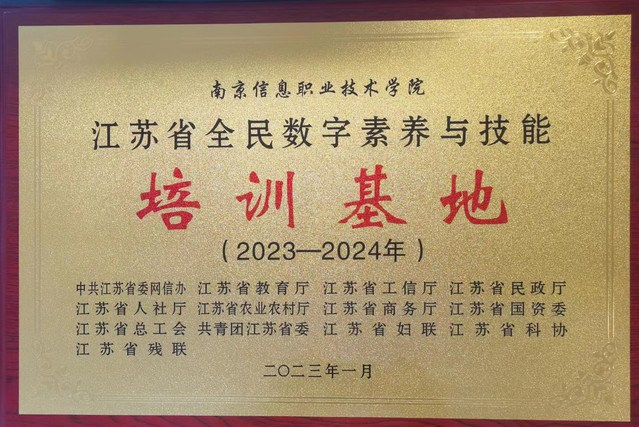 南京信息职业技术学院
江苏省全民数字素养与技能
培训基地
（2023—2024年）
中共江苏省委网信办 江苏省教育厅 江苏省工信厅 江苏省民政厅
江苏省人社厅 江苏省农业农村厅 江苏省商务厅 江苏省国资委
江苏省总工会 共青团江苏省委 江苏省妇联 江苏省科协
江苏省残联
二〇二三年一月